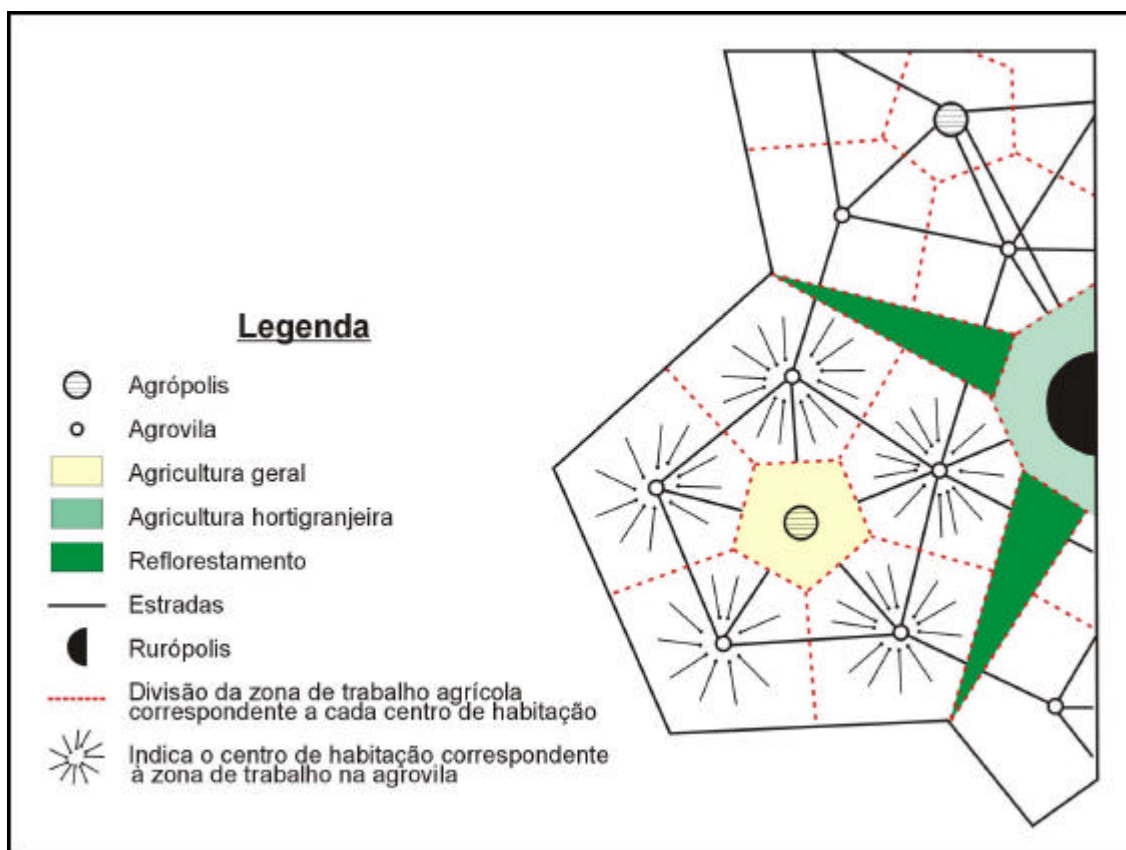 Legenda
Agrópolis
Agrovila
Agricultura geral
Agricultura hortigranjeira
Reflorestamento
Estradas
Rurópolis
Divisão da zona de trabalho agrícola
correspondente a cada centro de habitação
Indica o centro de habitação correspondente
à zona de trabalho na agrovila